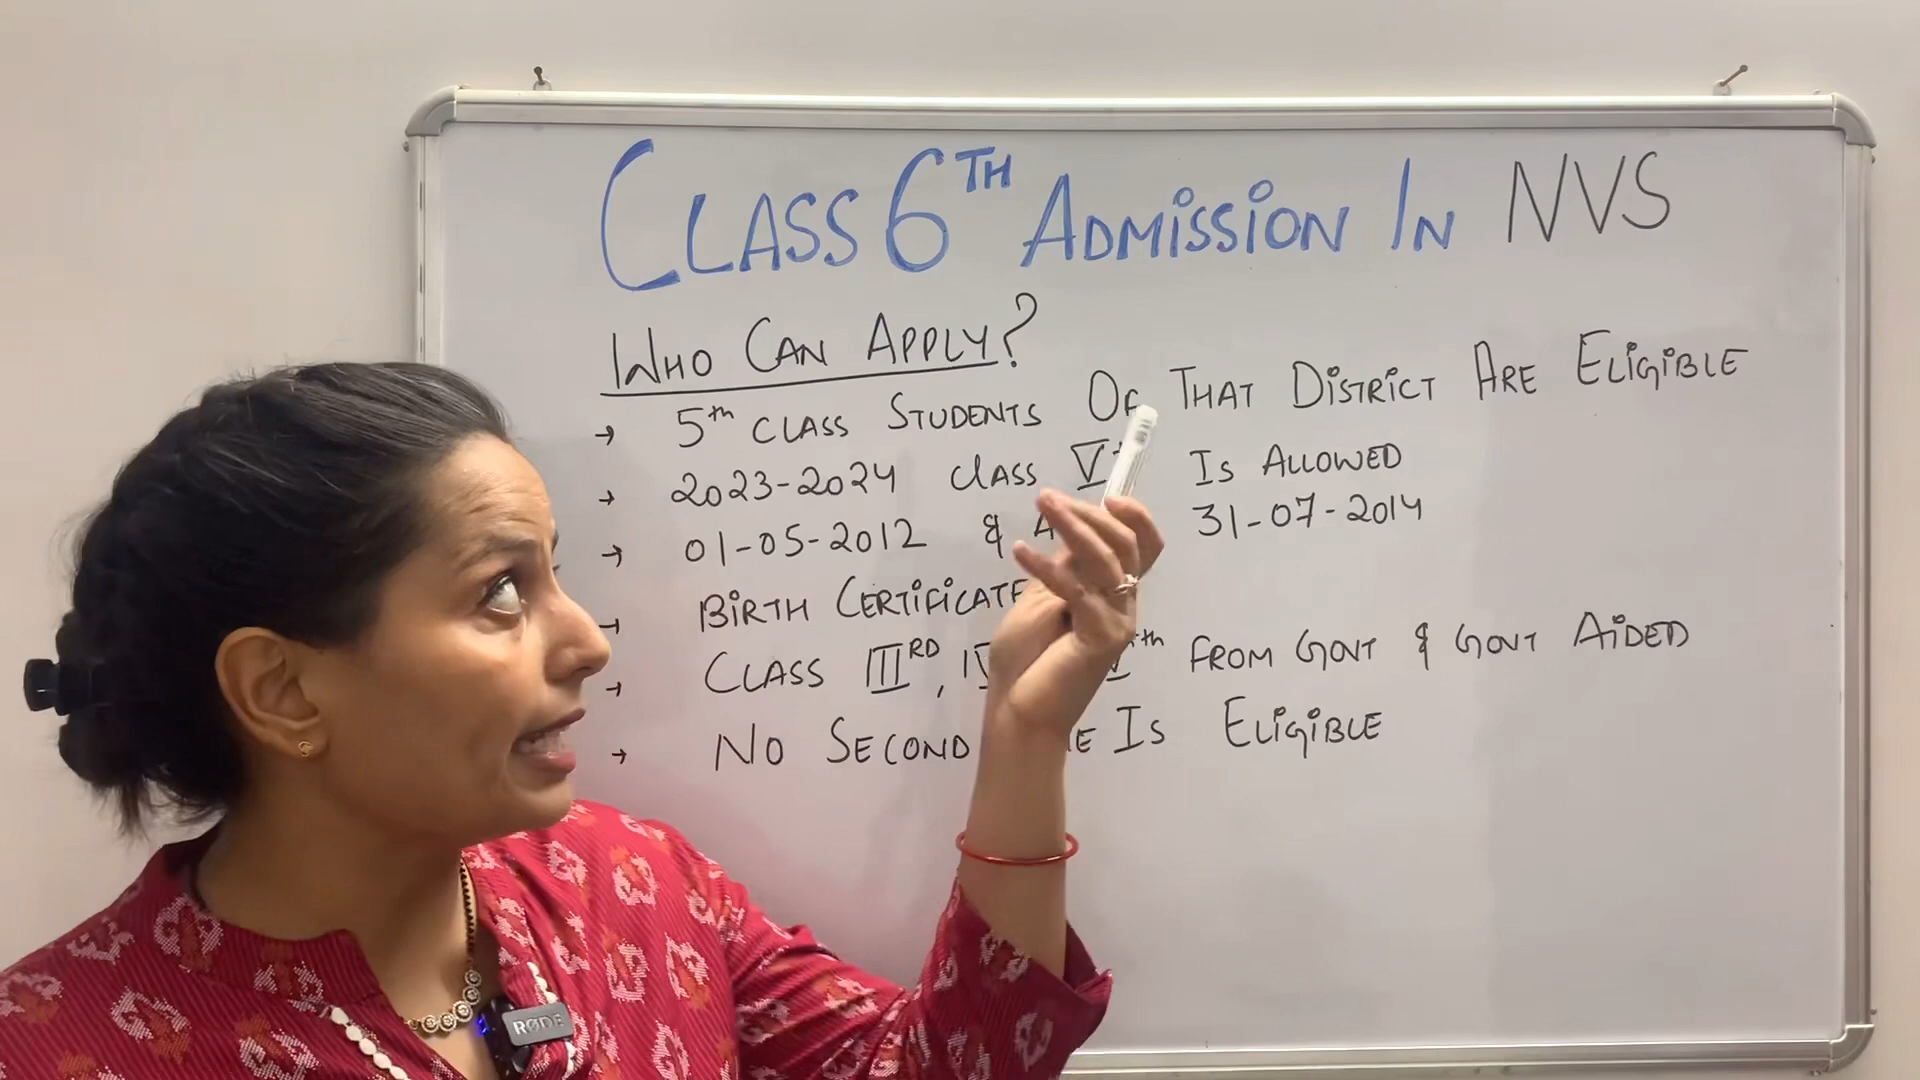 CLASS 6TH ADMISSION IN NVS
WHO CAN APPLY?
→ 5th CLASS STUDENTS OF THAT DISTRICT ARE ELIGIBLE
→ 2023-2024 CLASS V IS ALLOWED
→ 01-05-2012 & 31-07-2014
→ BIRTH CERTIFICATE
→ CLASS IIIRD, th FROM GOVT & GOVT AIDED
→ NO SECOND IS ELIGIBLE
RØDE